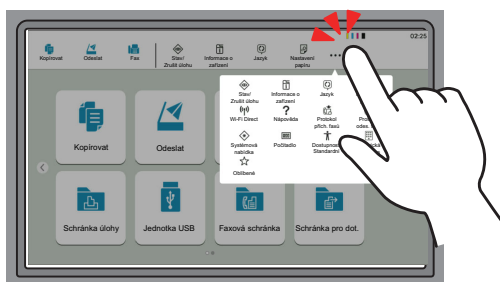 02:25
Kopírovat
Odeslat
Fax
Stav/
Zrušit úlohu
Informace o
zařízení
Jazyk
Nastavení
papíru
Stav/
Zrušit úlohu
Informace o
zařízení
Jazyk
Wi-Fi Direct
Nápověda
Protokol
přích. faxů
odes.
Systémová
nabídka
Počítadlo
Dostupnost
Standardní
Oblíbené
Kopírovat
Odeslat
Schránka úlohy
Jednotka USB
Faxová schránka
Schránka pro dot.